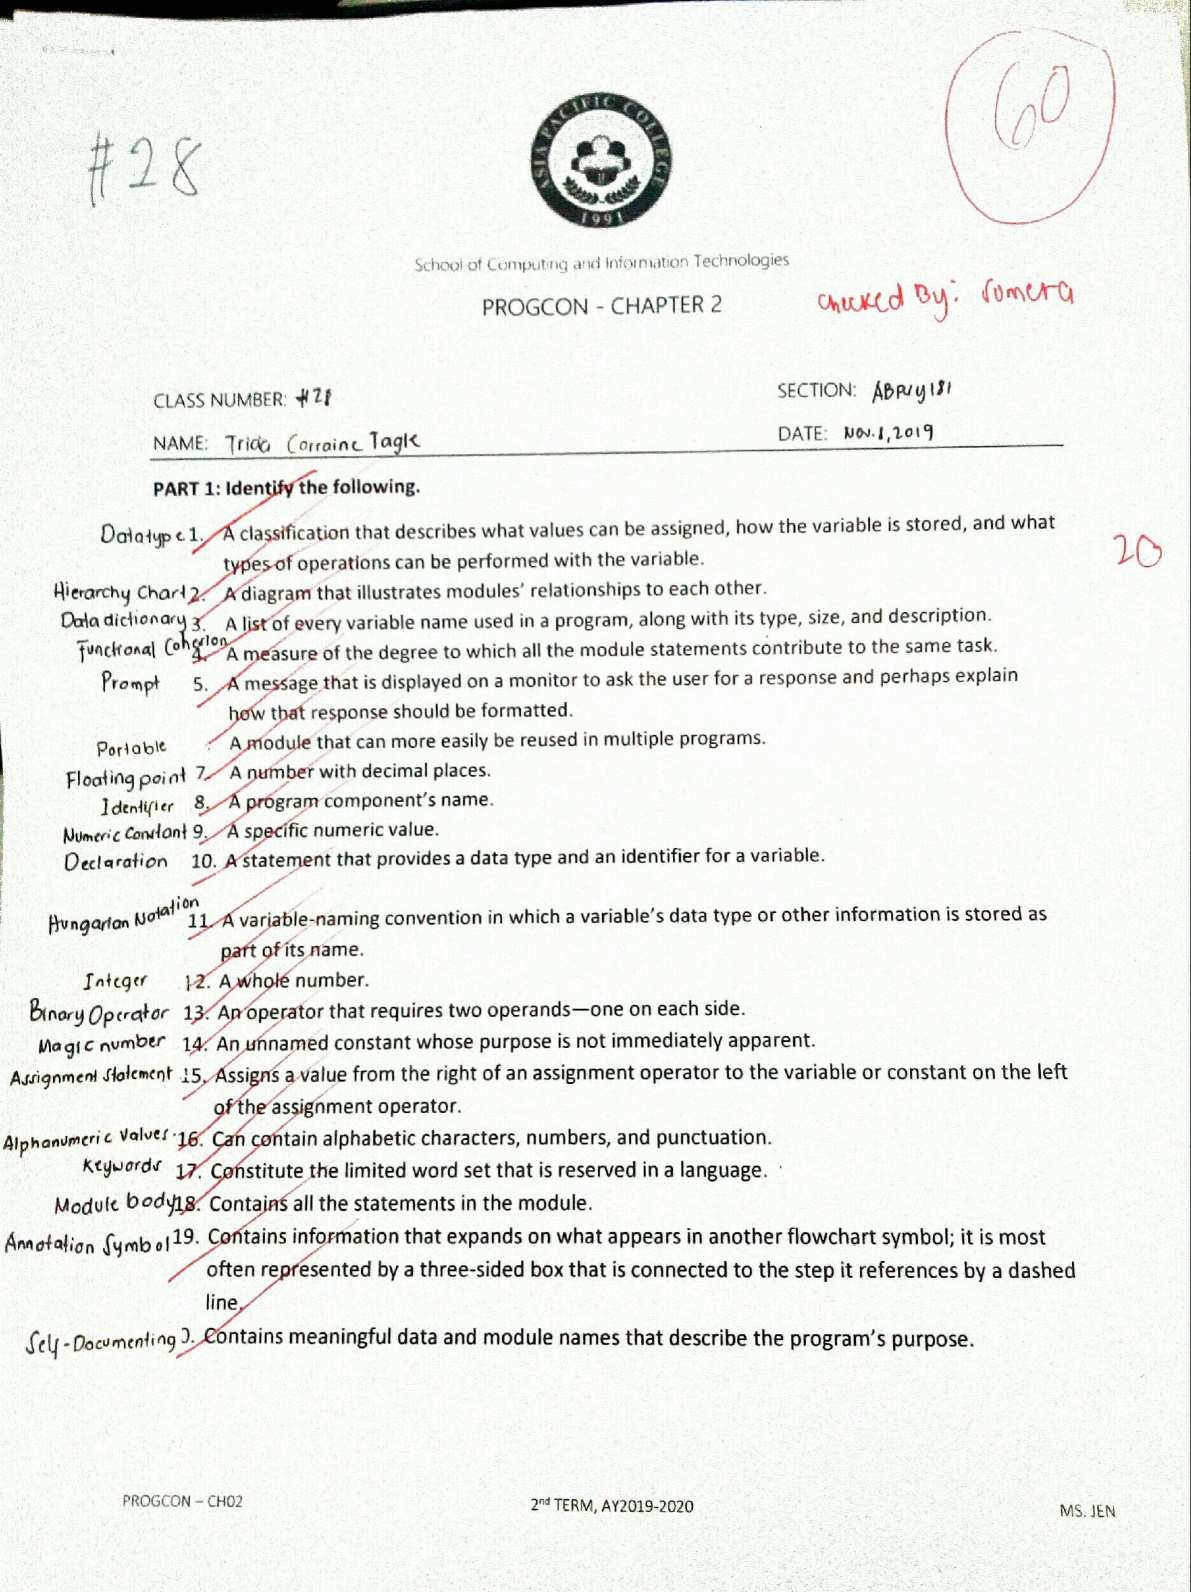 60
#28
ASIA PACIFIC COLLEGE
1991
School of Computing and Information Technologies
PROGCON - CHAPTER 2
checked By: Somera
CLASS NUMBER: #28
SECTION: ABPSY181
NAME: Tricia Corraine Tagle
DATE: Nov. 1, 2019
PART 1: Identify the following.
Data type 1. A classification that describes what values can be assigned, how the variable is stored, and what
types of operations can be performed with the variable.
20
Hierarchy Chart 2. A diagram that illustrates modules' relationships to each other.
Data dictionary 3. A list of every variable name used in a program, along with its type, size, and description.
Functional Cohesion 4. A measure of the degree to which all the module statements contribute to the same task.
Prompt 5. A message that is displayed on a monitor to ask the user for a response and perhaps explain
how that response should be formatted.
Portable A module that can more easily be reused in multiple programs.
Floating point 7. A number with decimal places.
Identifier 8. A program component's name.
Numeric Constant 9. A specific numeric value.
Declaration 10. A statement that provides a data type and an identifier for a variable.
Hungarian Notation 11. A variable-naming convention in which a variable's data type or other information is stored as
part of its name.
Integer 12. A whole number.
Binary Operator 13. An operator that requires two operands—one on each side.
Magic number 14. An unnamed constant whose purpose is not immediately apparent.
Assignment Statement 15. Assigns a value from the right of an assignment operator to the variable or constant on the left
of the assignment operator.
Alphanumeric Values 16. Can contain alphabetic characters, numbers, and punctuation.
Keywords 17. Constitute the limited word set that is reserved in a language.
Module body 18. Contains all the statements in the module.
Annotation Symbol 19. Contains information that expands on what appears in another flowchart symbol; it is most
often represented by a three-sided box that is connected to the step it references by a dashed
line.
Self-Documenting 0. Contains meaningful data and module names that describe the program's purpose.
PROGCON – CH02
2nd TERM, AY2019-2020
MS. JEN